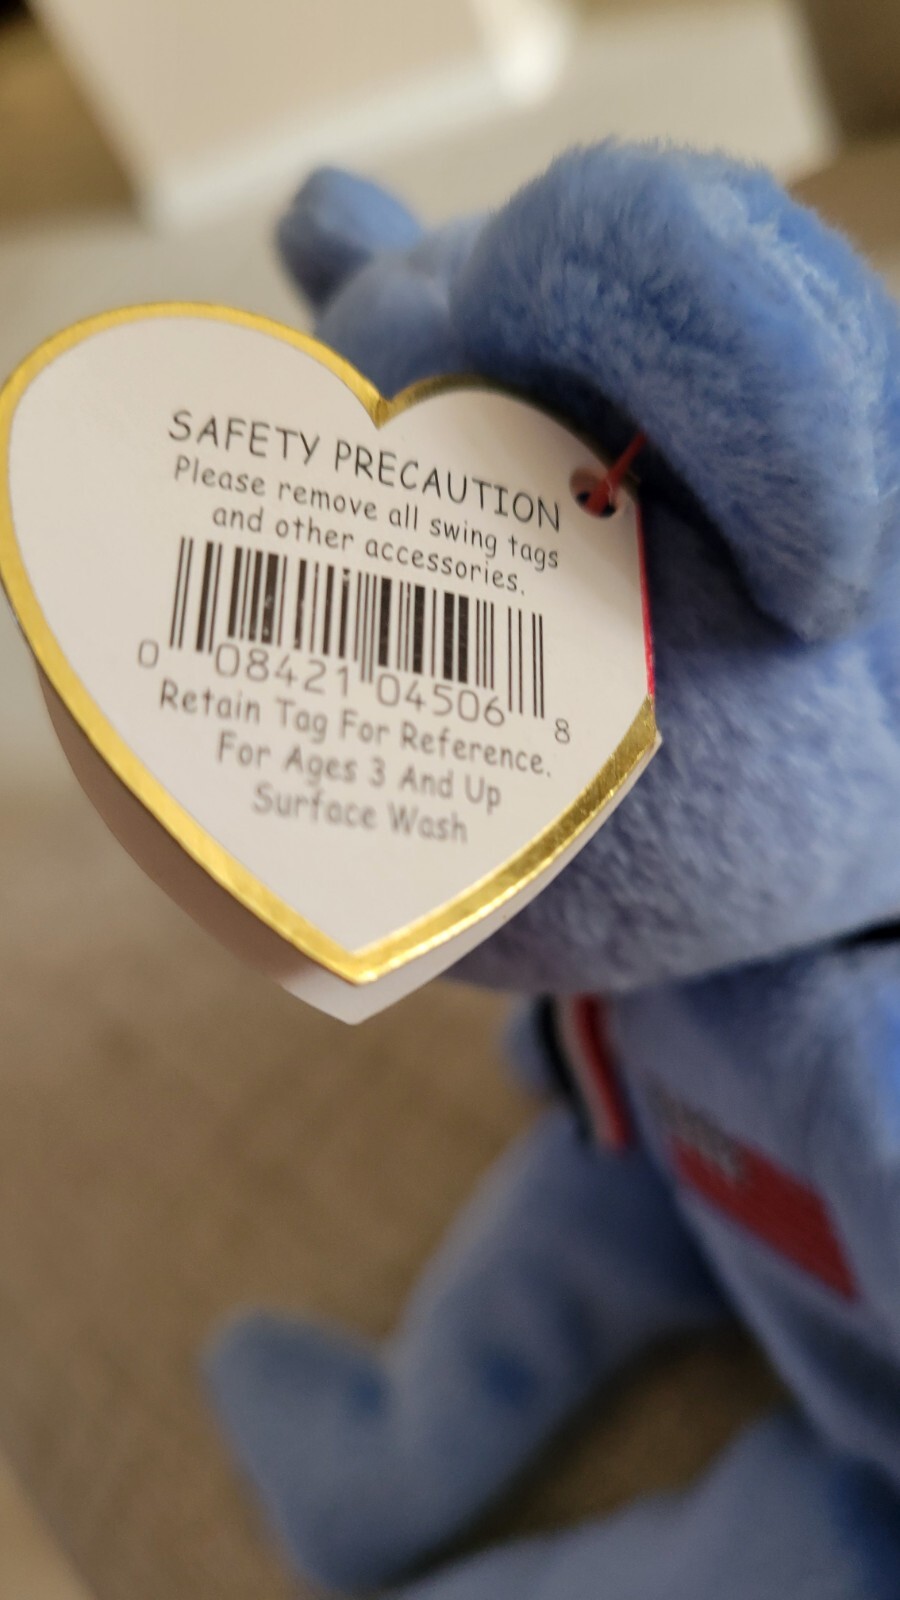 SAFETY PRECAUTION
Please remove all swing tags
and other accessories.
0 08421 04506 8
Retain Tag For Reference.
For Ages 3 And Up
Surface Wash